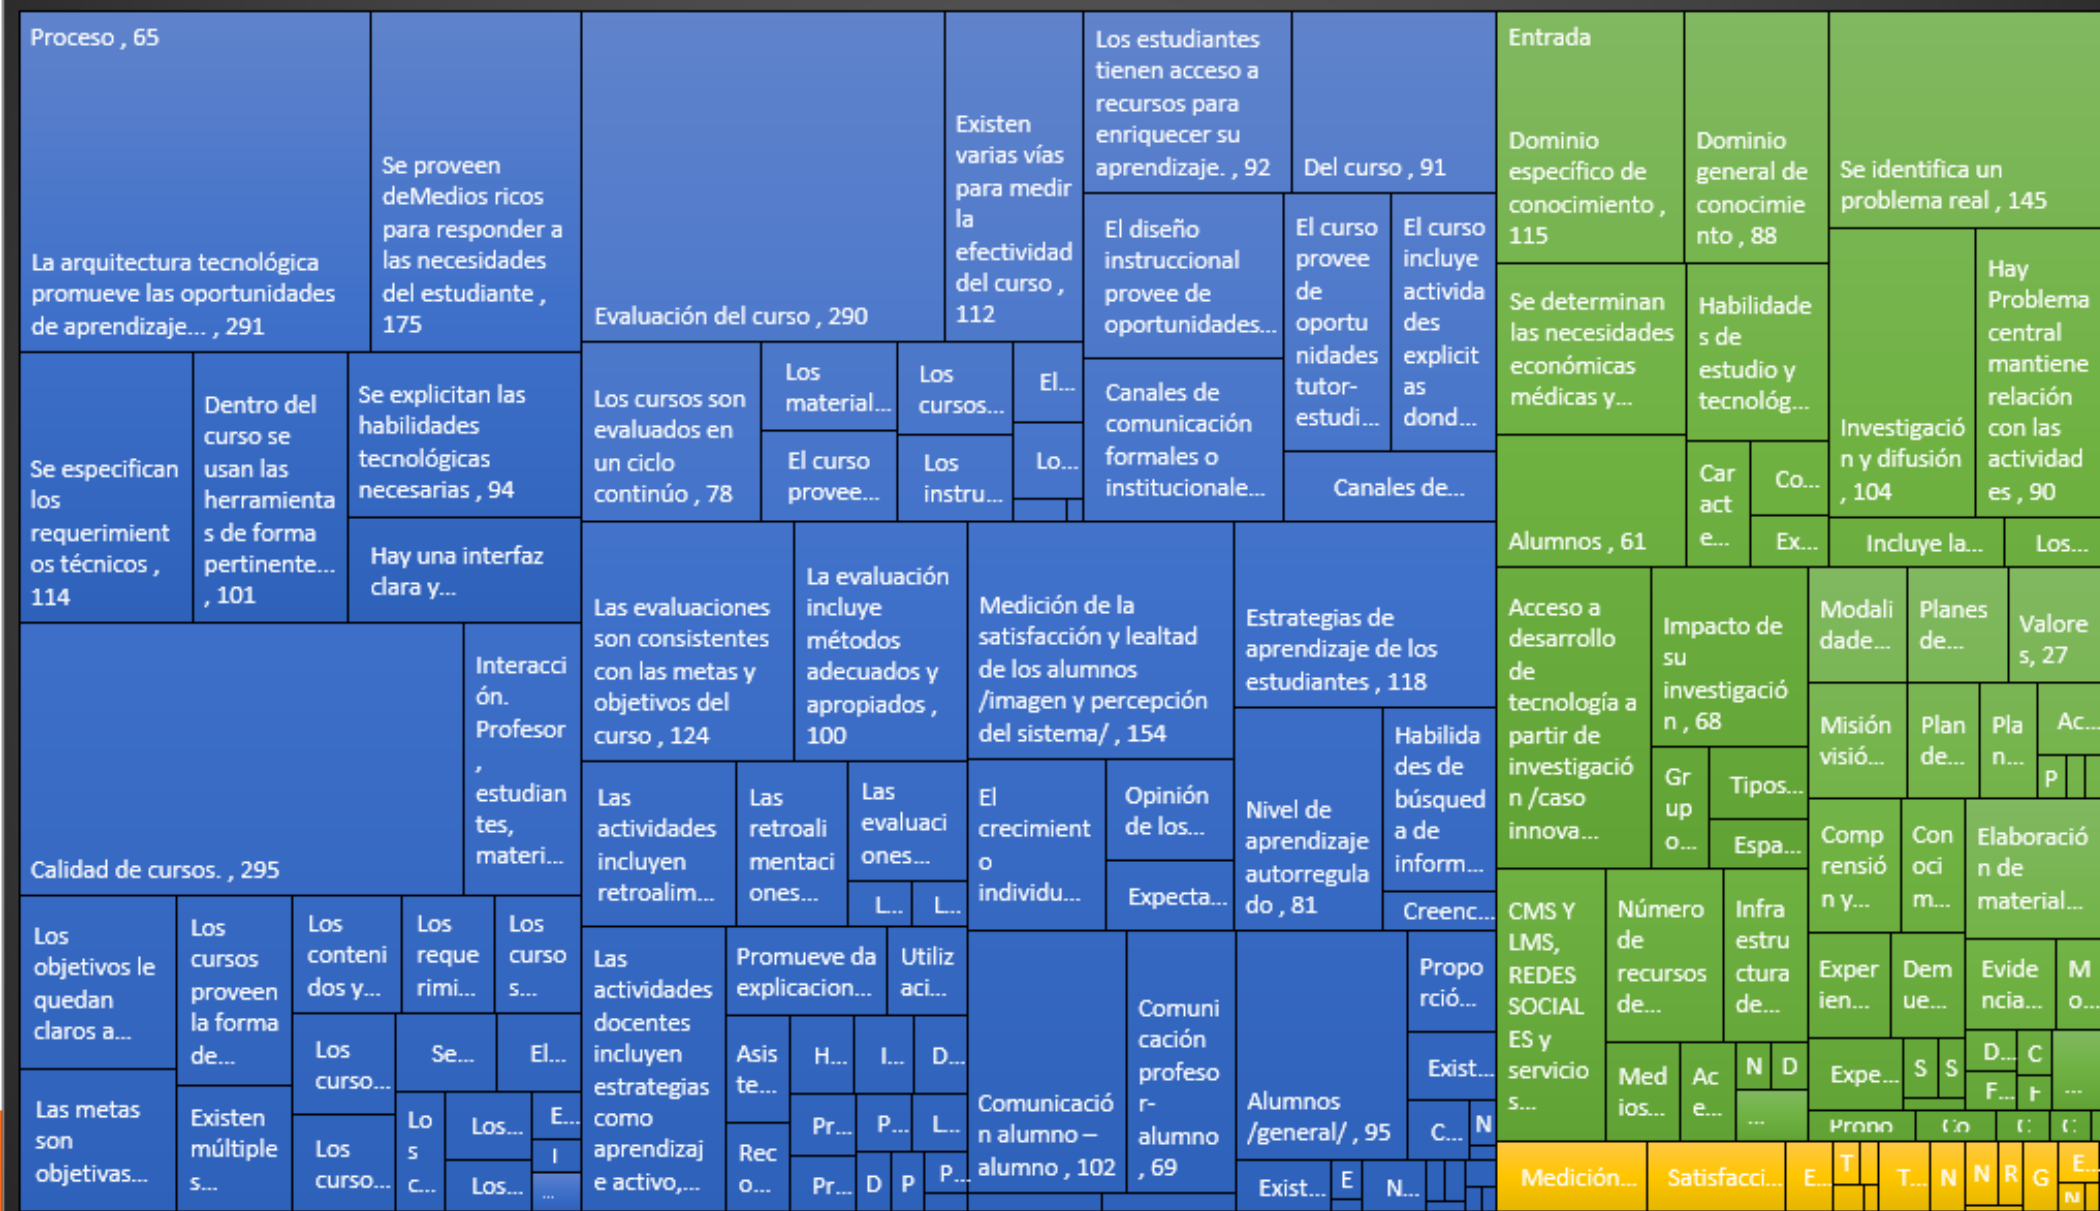 Proceso , 65
La arquitectura tecnológica
promueve las oportunidades
de aprendizaje... , 291
Se proveen
deMedios ricos
para responder a
las necesidades
del estudiante ,
175
Se especifican
los
requerimient
os técnicos ,
114
Dentro del
curso se
usan las
herramienta
s de forma
pertinente...
, 101
Se explicitan las
habilidades
tecnológicas
necesarias , 94
Hay una interfaz
clara y...
Calidad de cursos. , 295
Interacci
ón.
Profesor
,
estudian
tes,
materi...
Los
objetivos le
quedan
claros a...
Las metas
son
objetivas...
Los
cursos
proveen
la forma
de...
Existen
múltiple
s...
Los
conteni
dos y...
Los
reque
rimi...
Los
curso
s...
Los
curso...
Se...
El...
Los
curso...
Lo
s
c...
Los...
E...
I
Los...
...
Evaluación del curso , 290
Existen
varias vías
para medir
la
efectividad
del curso ,
112
Los cursos son
evaluados en
un ciclo
continúo , 78
Los
material...
Los
cursos...
El...
El curso
provee...
Los
instru...
Lo...
Los estudiantes
tienen acceso a
recursos para
enriquecer su
aprendizaje. , 92
Del curso , 91
El diseño
instruccional
provee de
oportunidades...
El curso
provee
de
oportu
nidades
tutor-
estudi...
El curso
incluye
activida
des
explicit
as
dond...
Canales de
comunicación
formales o
institucionale...
Canales de...
Las evaluaciones
son consistentes
con las metas y
objetivos del
curso , 124
La evaluación
incluye
métodos
adecuados y
apropiados ,
100
Las
actividades
incluyen
retroalim...
Las
retroali
mentaci
ones...
Las
evaluaci
ones...
L...
L...
Las
actividades
docentes
incluyen
estrategias
como
aprendizaj
e activo,...
Promueve da
explicacion...
Utiliz
aci...
Asis
te...
H...
I...
D...
Pr...
P...
L...
Rec
o...
Pr...
D
P
P...
Medición de la
satisfacción y lealtad
de los alumnos
/imagen y percepción
del sistema/ , 154
El
crecimient
o
individu...
Opinión
de los...
Expecta...
Estrategias de
aprendizaje de los
estudiantes , 118
Nivel de
aprendizaje
autorregula
do , 81
Habilida
des de
búsqued
a de
inform...
Creenc...
Comunicació
n alumno –
alumno , 102
Comuni
cación
profeso
r-
alumno
, 69
Alumnos
/general/ , 95
Propo
rció...
Exist...
C...
N
Exist...
E
N...
Entrada
Dominio
específico de
conocimiento ,
115
Dominio
general de
conocimie
nto , 88
Se determinan
las necesidades
económicas
médicas y...
Habilidade
s de
estudio y
tecnológ...
Alumnos , 61
Car
act
e...
Co...
Ex...
Se identifica un
problema real , 145
Investigació
n y difusión
, 104
Hay
Problema
central
mantiene
relación
con las
actividad
es , 90
Incluye la...
Los...
Acceso a
desarrollo
de
tecnología a
partir de
investigació
n /caso
innova...
Impacto de
su
investigació
n , 68
Gr
up
o...
Tipos...
Espa...
Modali
dade...
Planes
de...
Valore
s, 27
Misión
visió...
Plan
de...
Pla
n...
Ac...
P
CMS Y
LMS,
REDES
SOCIAL
ES y
servicio
s...
Número
de
recursos
de...
Infra
estru
ctura
de...
Med
ios...
Ac
e...
N
D
...
Comp
rensió
n y...
Con
oci
m...
Elaboració
n de
material...
Exper
ien...
Dem
ue...
Evide
ncia...
M
o...
Expe...
S
S
D...
C
F...
F
...
Propo
Co
C
C
Medición...
Satisfacci...
E...
T
T...
N
N
R
G
E...
N